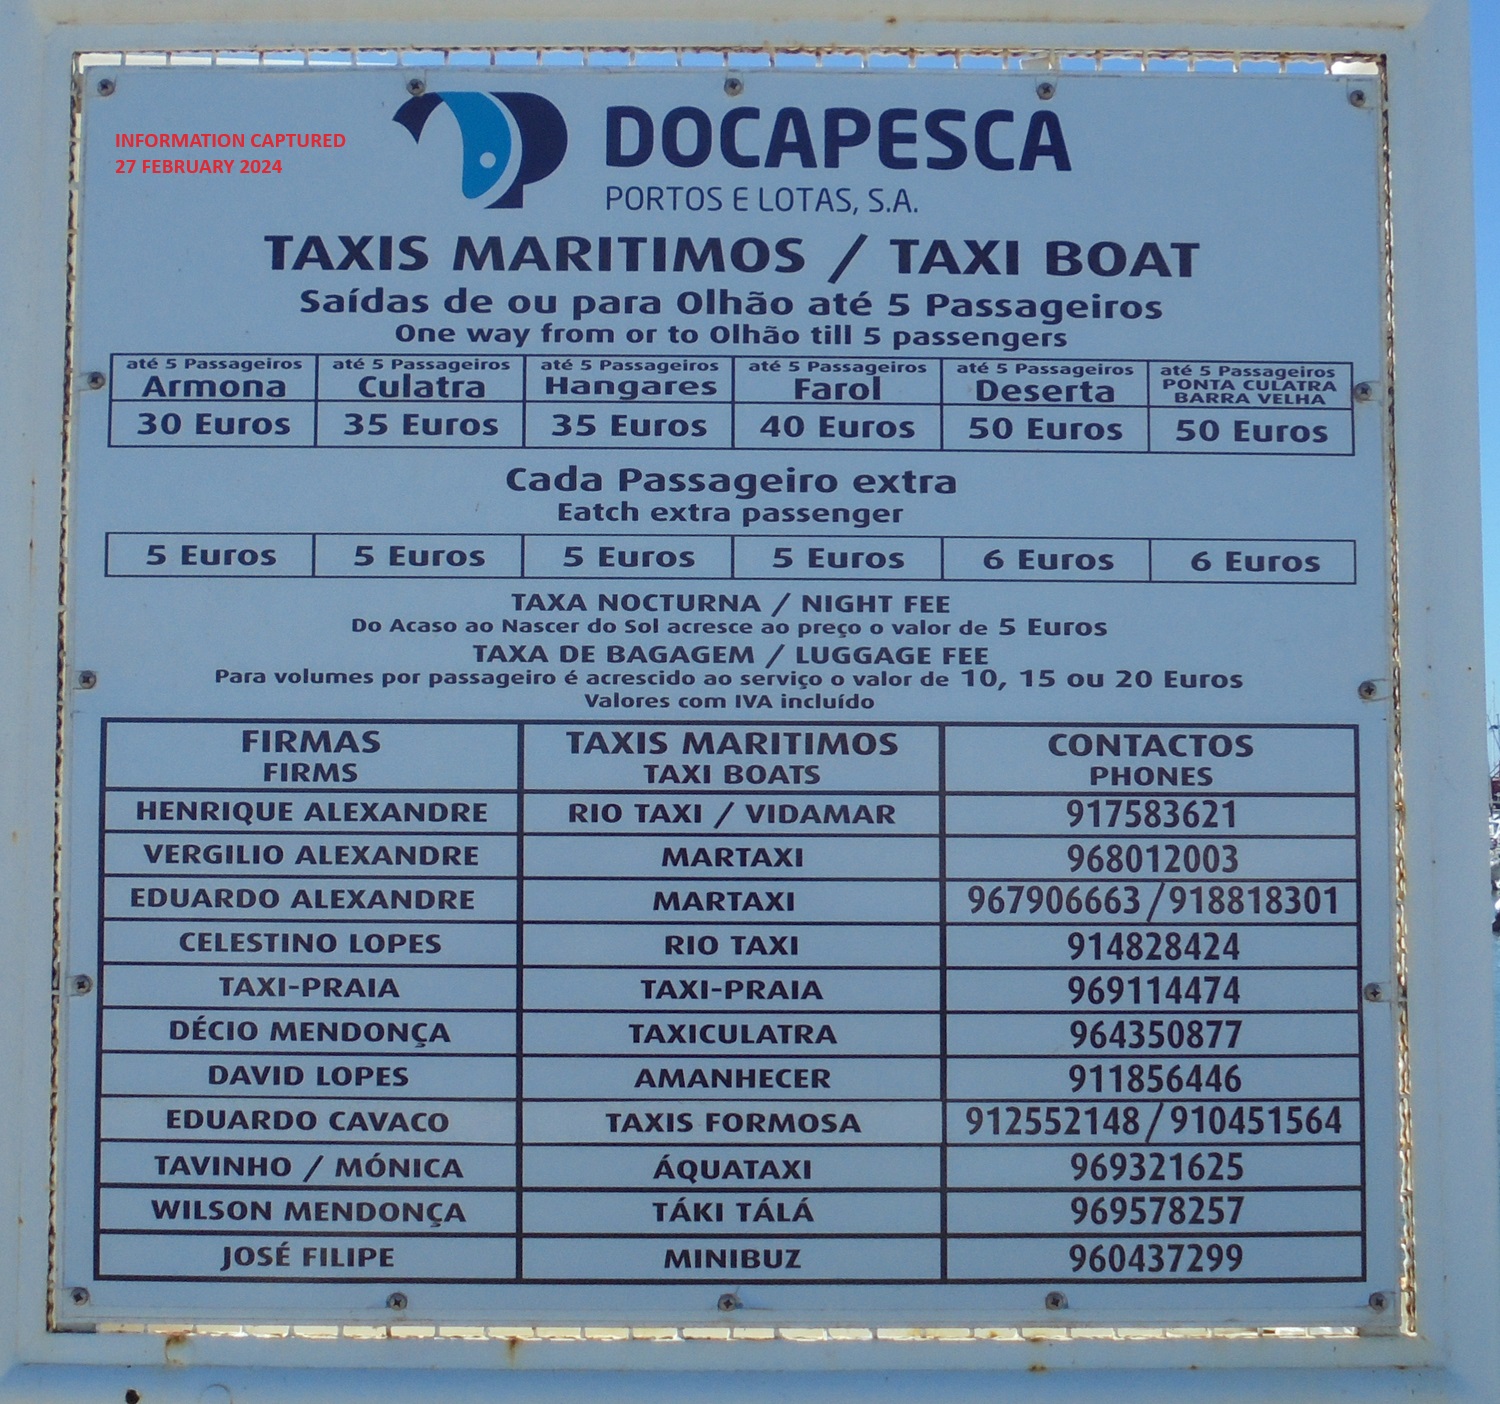 INFORMATION CAPTURED
27 FEBRUARY 2024
DOCAPESCA
PORTOS E LOTAS, S.A.
TAXIS MARITIMOS / TAXI BOAT
Saídas de ou para Olhão até 5 Passageiros
One way from or to Olhão till 5 passengers
até 5 Passageiros até 5 Passageiros até 5 Passageiros até 5 Passageiros até 5 Passageiros até 5 Passageiros
Armona Culatra Hangares Farol Deserta PONTA CULATRA
BARRA VELHA
30 Euros 35 Euros 35 Euros 40 Euros 50 Euros 50 Euros
Cada Passageiro extra
Eatch extra passenger
5 Euros 5 Euros 5 Euros 5 Euros 6 Euros 6 Euros
TAXA NOCTURNA / NIGHT FEE
Do Acaso ao Nascer do Sol acresce ao preço o valor de 5 Euros
TAXA DE BAGAGEM / LUGGAGE FEE
Para volumes por passageiro é acrescido ao serviço o valor de 10, 15 ou 20 Euros
Valores com IVA incluído
FIRMAS TAXIS MARITIMOS CONTACTOS
FIRMS TAXI BOATS PHONES
HENRIQUE ALEXANDRE RIO TAXI / VIDAMAR 917583621
VERGILIO ALEXANDRE MARTAXI 968012003
EDUARDO ALEXANDRE MARTAXI 967906663/918818301
CELESTINO LOPES RIO TAXI 914828424
TAXI-PRAIA TAXI-PRAIA 969114474
DÉCIO MENDONÇA TAXICULATRA 964350877
DAVID LOPES AMANHECER 911856446
EDUARDO CAVACO TAXIS FORMOSA 912552148/910451564
TAVINHO / MÓNICA ÁQUATAXI 969321625
WILSON MENDONÇA TÁKI TÁLÁ 969578257
JOSÉ FILIPE MINIBUZ 960437299